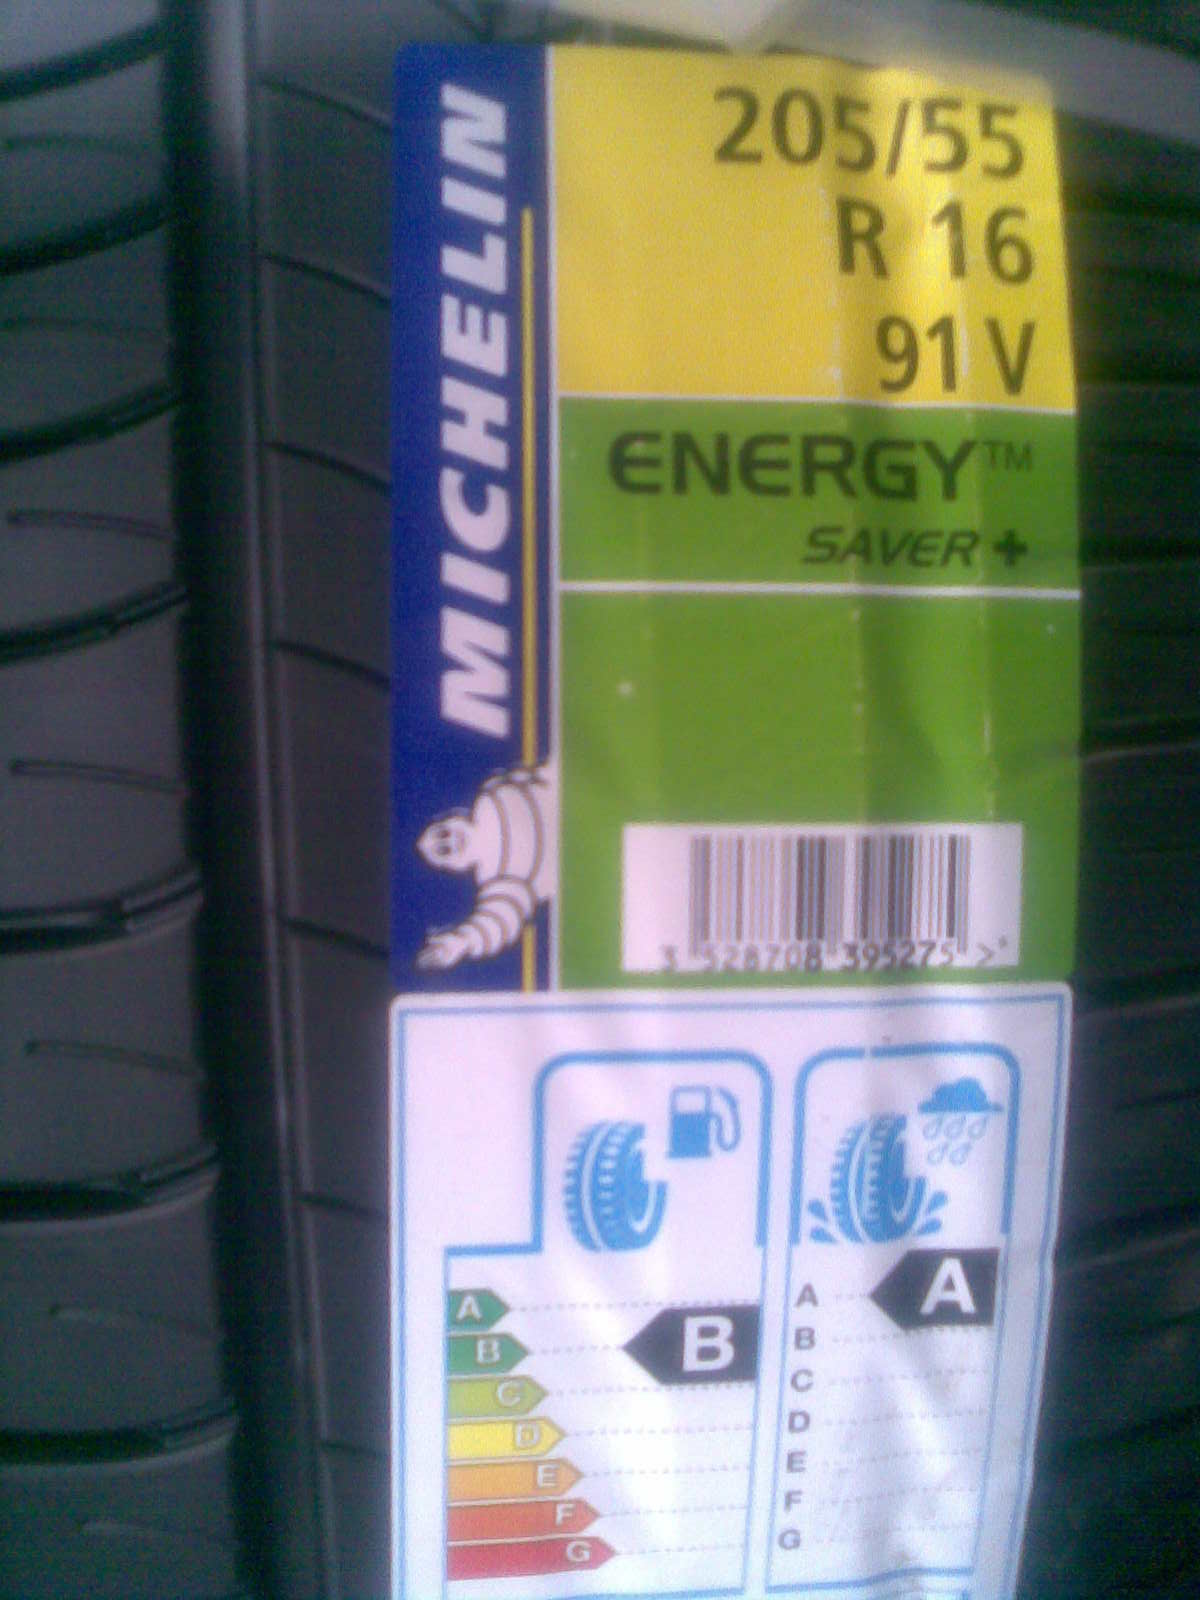 MICHELIN
205/55
R 16
91 V
ENERGY™
SAVER +
3 528708 395275 >
A
B
C
D
E
F
G
B
A
B
C
D
E
F
G
A